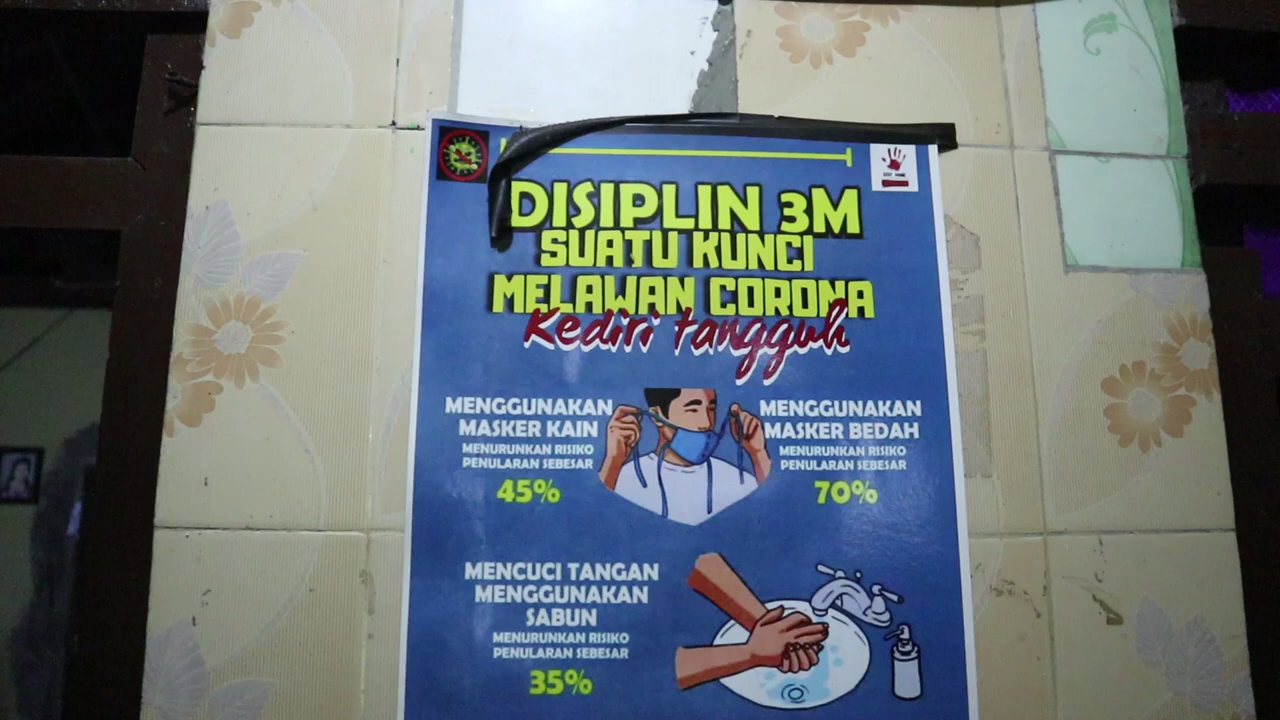 DISIPLIN 3M
SUATU KUNCI
MELAWAN CORONA
Kediri tangguh
MENGGUNAKAN
MASKER KAIN
MENURUNKAN RISIKO
PENULARAN SEBESAR
45%
MENGGUNAKAN
MASKER BEDAH
MENURUNKAN RISIKO
PENULARAN SEBESAR
70%
MENCUCI TANGAN
MENGGUNAKAN
SABUN
MENURUNKAN RISIKO
PENULARAN SEBESAR
35%